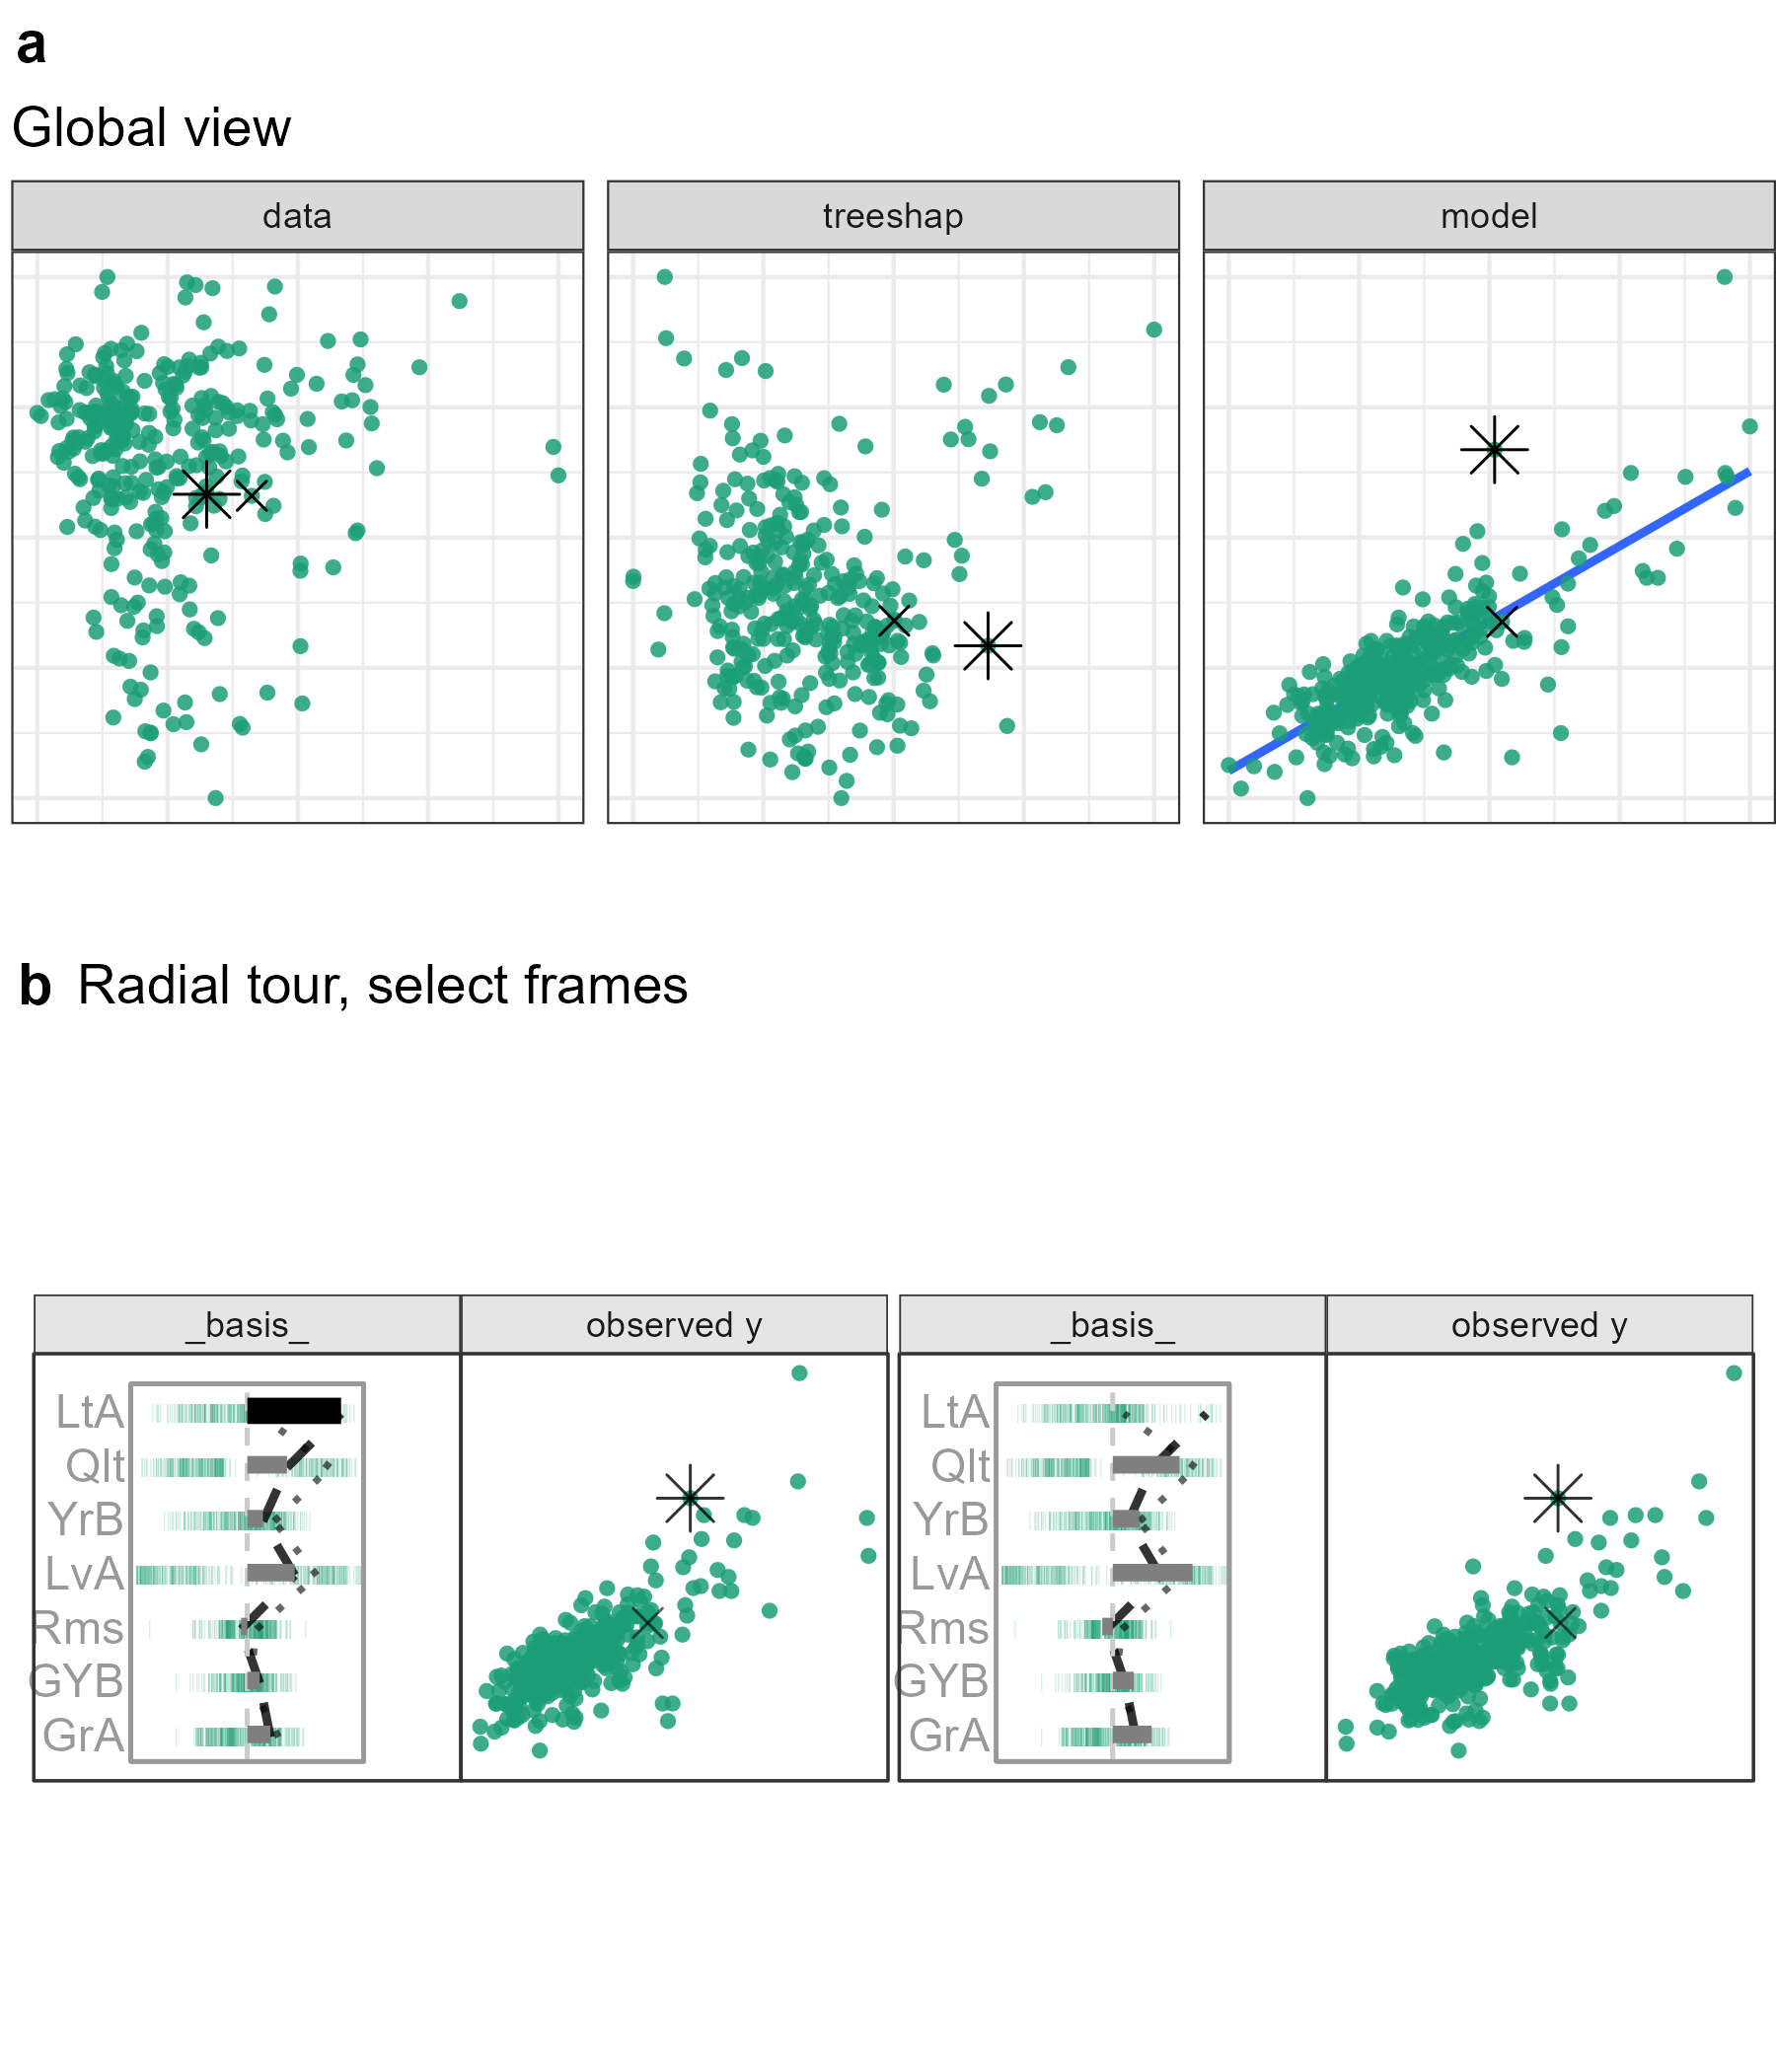 a
Global view
data treeshap model
b Radial tour, select frames
_basis_ observed y _basis_ observed y
LtA LtA
Qlt Qlt
YrB YrB
LvA LvA
Rms Rms
GYB GYB
GrA GrA